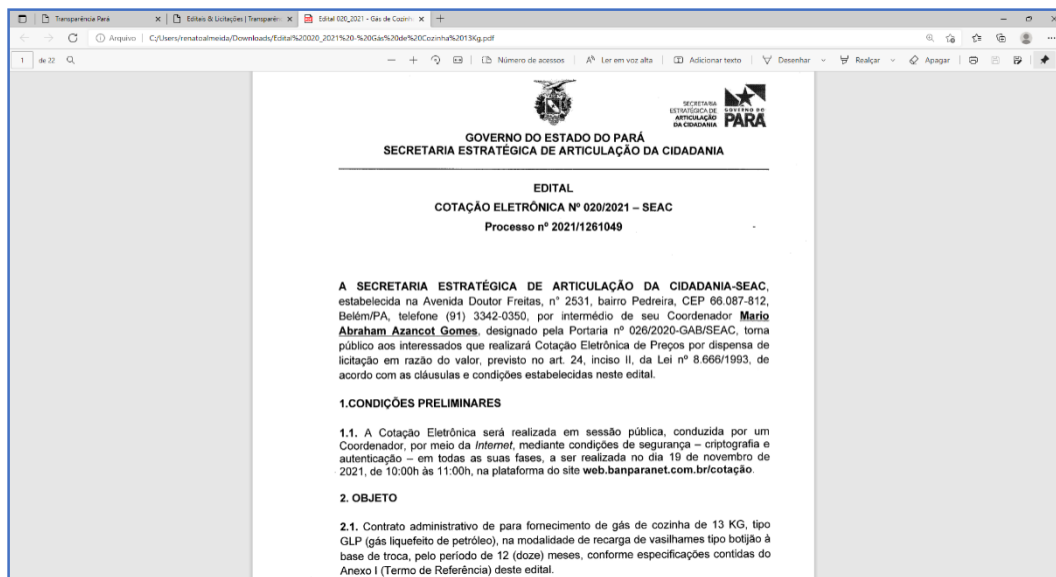 Transparência Pará
Editais & Licitações | Transparên
Edital 020_2021 - Gás de Cozinh
Arquivo | C:/Users/renatoalmeida/Downloads/Edital%20020_2021%20-%20Gás%20de%20Cozinha%2013Kg.pdf
1 de 22 Número de acessos Ler em voz alta Adicionar texto Desenhar Realçar Apagar
SECRETARIA
ESTRATÉGICA DE
ARTICULAÇÃO
DA CIDADANIA
GOVERNO DO
PARÁ
GOVERNO DO ESTADO DO PARÁ
SECRETARIA ESTRATÉGICA DE ARTICULAÇÃO DA CIDADANIA
EDITAL
COTAÇÃO ELETRÔNICA Nº 020/2021 – SEAC
Processo nº 2021/1261049
A SECRETARIA ESTRATÉGICA DE ARTICULAÇÃO DA CIDADANIA-SEAC,
estabelecida na Avenida Doutor Freitas, n° 2531, bairro Pedreira, CEP 66.087-812,
Belém/PA, telefone (91) 3342-0350, por intermédio de seu Coordenador Mario
Abraham Azancot Gomes, designado pela Portaria nº 026/2020-GAB/SEAC, torna
público aos interessados que realizará Cotação Eletrônica de Preços por dispensa de
licitação em razão do valor, previsto no art. 24, inciso II, da Lei nº 8.666/1993, de
acordo com as cláusulas e condições estabelecidas neste edital.
1.CONDIÇÕES PRELIMINARES
1.1. A Cotação Eletrônica será realizada em sessão pública, conduzida por um
Coordenador, por meio da Internet, mediante condições de segurança – criptografia e
autenticação – em todas as suas fases, a ser realizada no dia 19 de novembro de
2021, de 10:00h às 11:00h, na plataforma do site web.banparanet.com.br/cotação.
2. OBJETO
2.1. Contrato administrativo de para fornecimento de gás de cozinha de 13 KG, tipo
GLP (gás liquefeito de petróleo), na modalidade de recarga de vasilhames tipo botijão à
base de troca, pelo período de 12 (doze) meses, conforme especificações contidas do
Anexo I (Termo de Referência) deste edital.